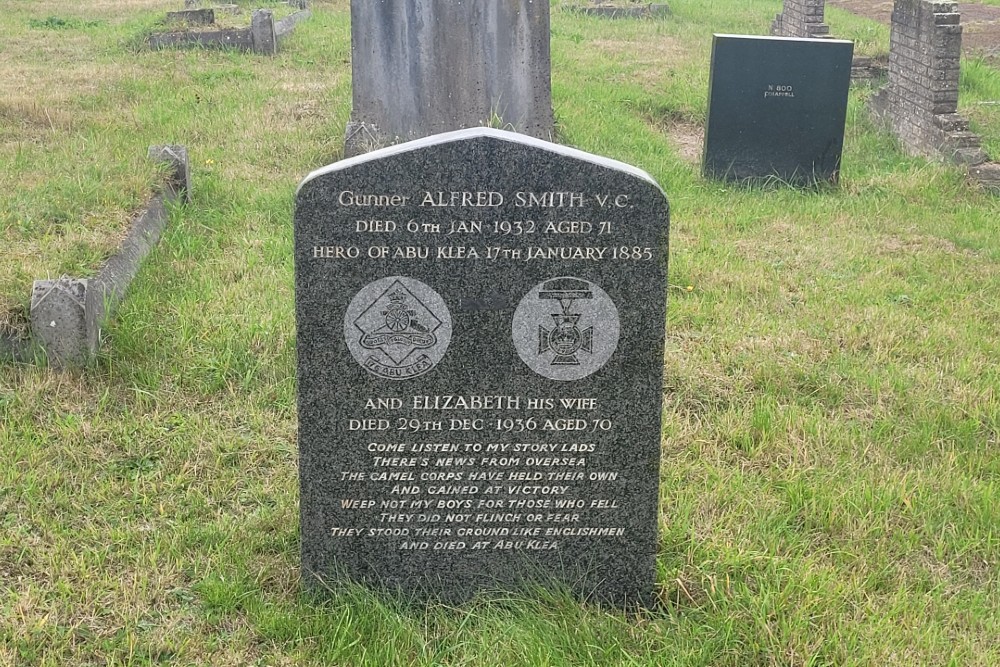 Gunner ALFRED SMITH V.C.
DIED 6TH JAN 1932 AGED 71
HERO OF ABU KLEA 17TH JANUARY 1885
ABU KLEA
AND ELIZABETH HIS WIFE
DIED 29TH DEC 1936 AGED 70
COME LISTEN TO MY STORY LADS
THERE'S NEWS FROM OVERSEA
THE CAMEL CORPS HAVE HELD THEIR OWN
AND GAINED AT VICTORY
WEEP NOT MY BOYS FOR THOSE WHO FELL
THEY DID NOT FLINCH OR FEAR
THEY STOOD THEIR GROUND LIKE ENGLISHMEN
AND DIED AT ABU KLEA
N 800